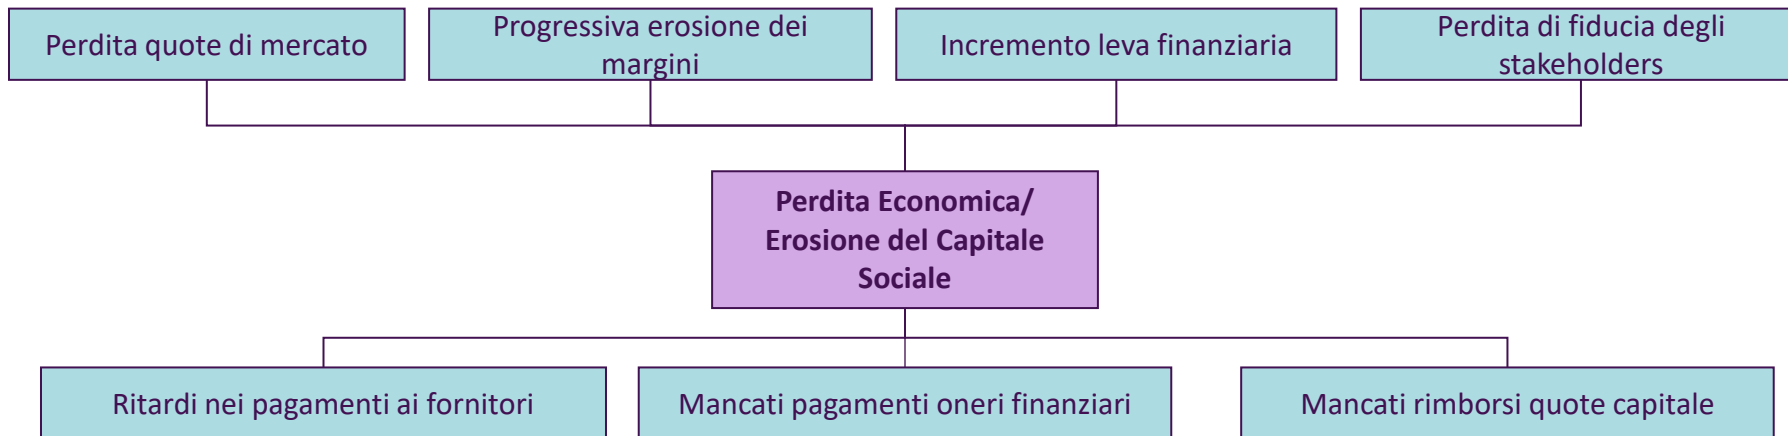 Perdita quote di mercato
Progressiva erosione dei
margini
Incremento leva finanziaria
Perdita di fiducia degli
stakeholders
Perdita Economica/
Erosione del Capitale
Sociale
Ritardi nei pagamenti ai fornitori
Mancati pagamenti oneri finanziari
Mancati rimborsi quote capitale